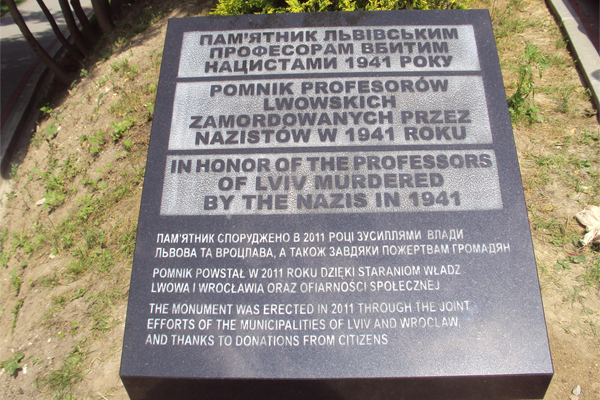 ПАМ'ЯТНИК ЛЬВІВСЬКИМ
ПРОФЕСОРАМ ВБИТИМ
НАЦИСТАМИ 1941 РОКУ
POMNIK PROFESORÓW
LWOWSKICH
ZAMORDOWANYCH PRZEZ
NAZISTÓW W 1941 ROKU
IN HONOR OF THE PROFESSORS
OF LVIV MURDERED
BY THE NAZIS IN 1941
ПАМ'ЯТНИК СПОРУДЖЕНО В 2011 РОЦІ ЗУСИЛЛЯМИ ВЛАДИ
ЛЬВОВА ТА ВРОЦЛАВА, А ТАКОЖ ЗАВДЯКИ ПОЖЕРТВАМ ГРОМАДЯН
POMNIK POWSTAŁ W 2011 ROKU DZIĘKI STARANIOM WŁADZ
LWOWA I WROCŁAWIA ORAZ OFIARNOŚCI SPOŁECZNEJ
THE MONUMENT WAS ERECTED IN 2011 THROUGH THE JOINT
EFFORTS OF THE MUNICIPALITIES OF LVIV AND WROCLAW,
AND THANKS TO DONATIONS FROM CITIZENS